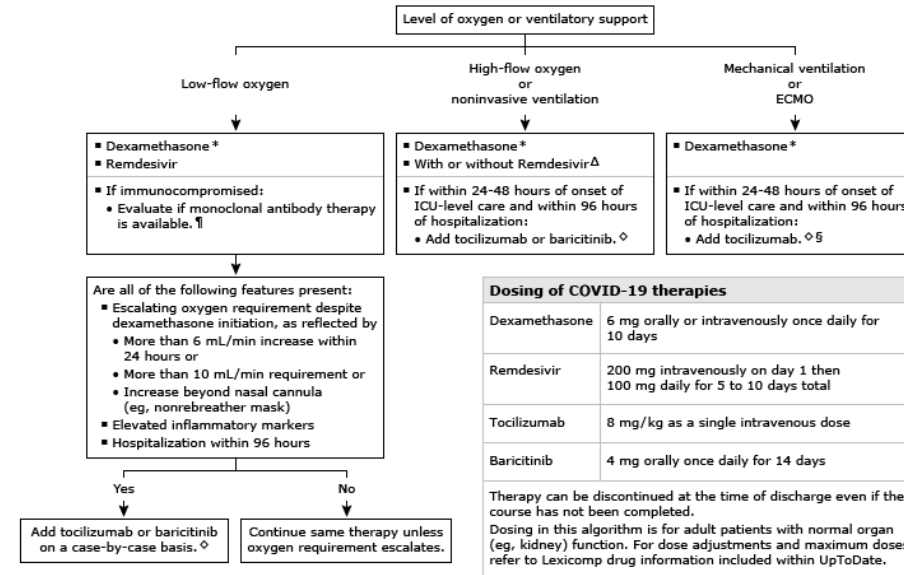 Level of oxygen or ventilatory support
Low-flow oxygen
High-flow oxygen
or
noninvasive ventilation
Mechanical ventilation
or
ECMO
▪ Dexamethasone*
▪ Remdesivir
▪ If immunocompromised:
• Evaluate if monoclonal antibody therapy
is available.¶
▪ Dexamethasone*
▪ With or without RemdesivirΔ
▪ If within 24-48 hours of onset of
ICU-level care and within 96 hours
of hospitalization:
• Add tocilizumab or baricitinib.◇
▪ Dexamethasone*
▪ If within 24-48 hours of onset of
ICU-level care and within 96 hours
of hospitalization:
• Add tocilizumab.◇§
Are all of the following features present:
▪ Escalating oxygen requirement despite
dexamethasone initiation, as reflected by
• More than 6 mL/min increase within
24 hours or
• More than 10 mL/min requirement or
• Increase beyond nasal cannula
(eg, nonrebreather mask)
▪ Elevated inflammatory markers
▪ Hospitalization within 96 hours
Yes
No
Add tocilizumab or baricitinib
on a case-by-case basis.◇
Continue same therapy unless
oxygen requirement escalates.
Dosing of COVID-19 therapies
Dexamethasone 6 mg orally or intravenously once daily for
10 days
Remdesivir 200 mg intravenously on day 1 then
100 mg daily for 5 to 10 days total
Tocilizumab 8 mg/kg as a single intravenous dose
Baricitinib 4 mg orally once daily for 14 days
Therapy can be discontinued at the time of discharge even if the
course has not been completed.
Dosing in this algorithm is for adult patients with normal organ
(eg, kidney) function. For dose adjustments and maximum doses
refer to Lexicomp drug information included within UpToDate.